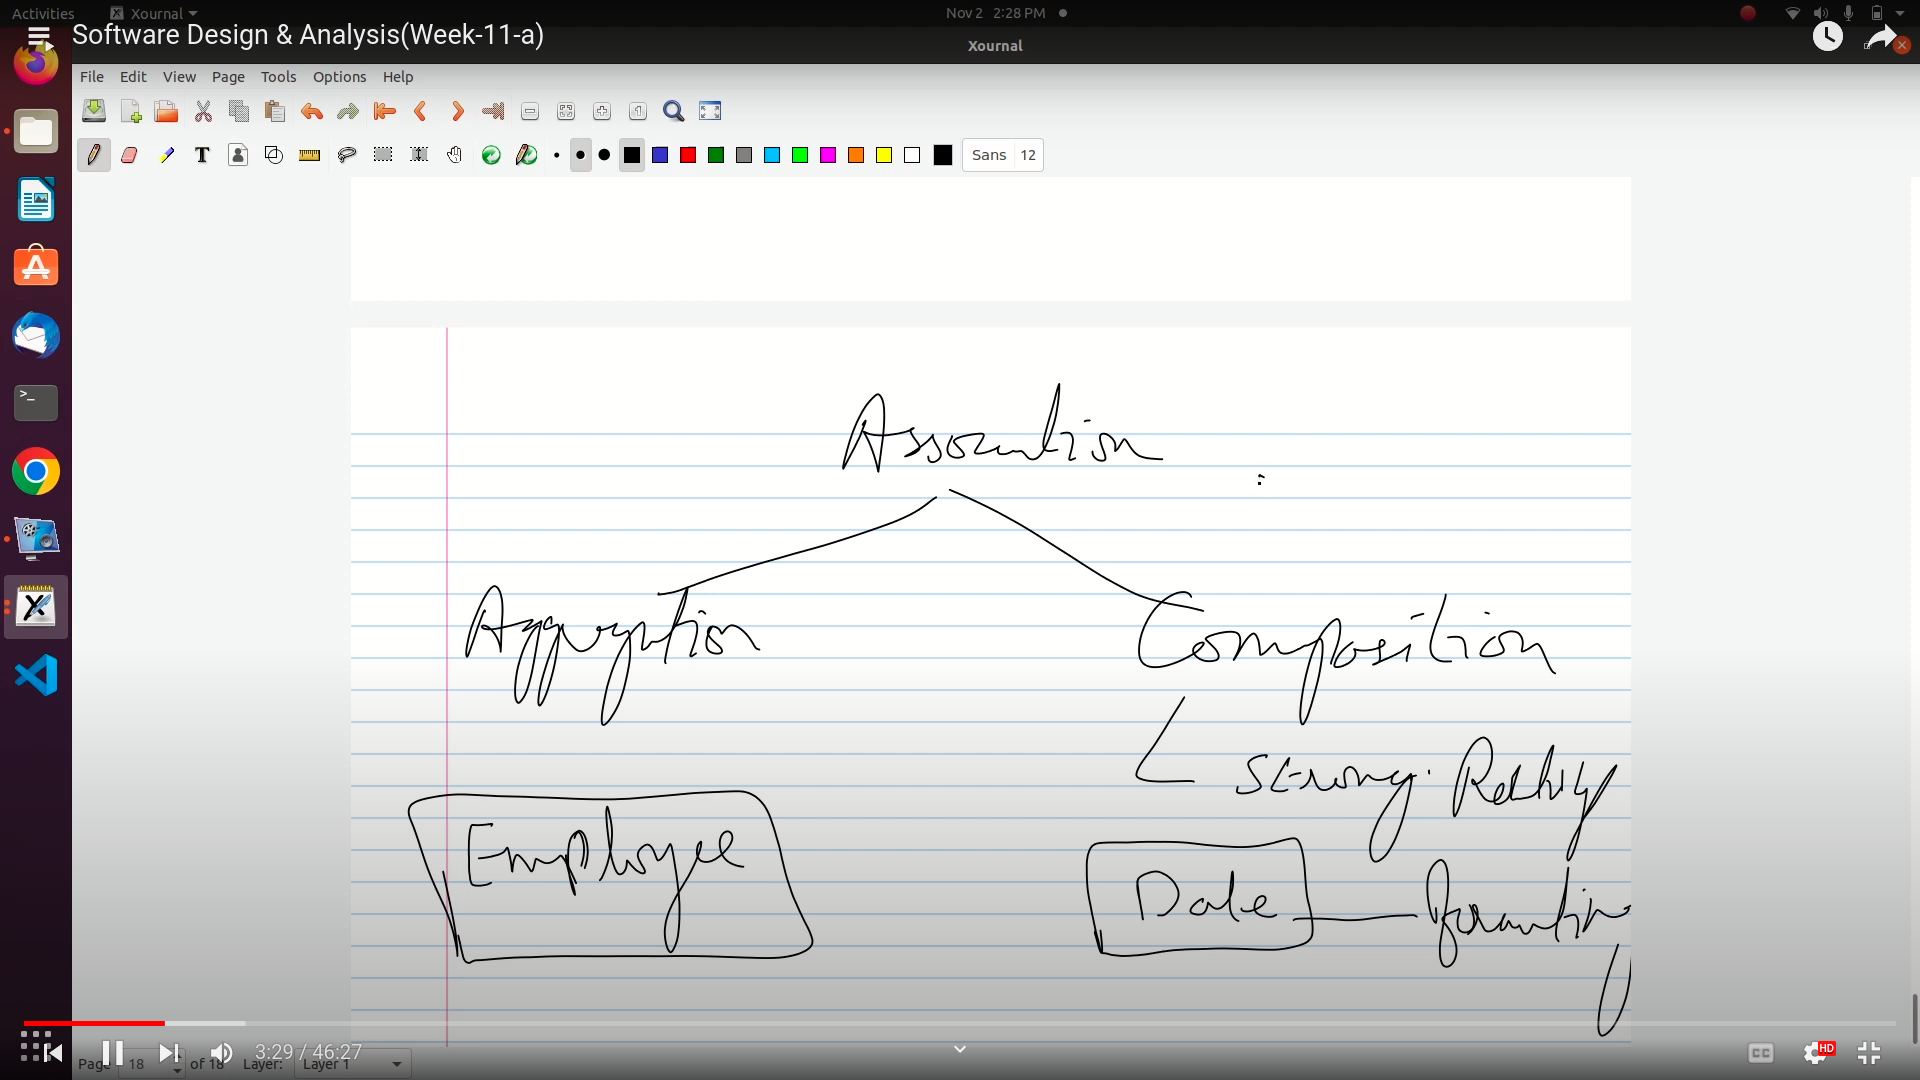 Activities Xournal Nov 2 2:28 PM
Software Design & Analysis(Week-11-a)
Xournal
File Edit View Page Tools Options Help
T Sans 12
Association
Aggregation Composition
Strong
Employee
Date
3:29 / 46:27 CC HD
Page 18 of 18 Layer: Layer 1